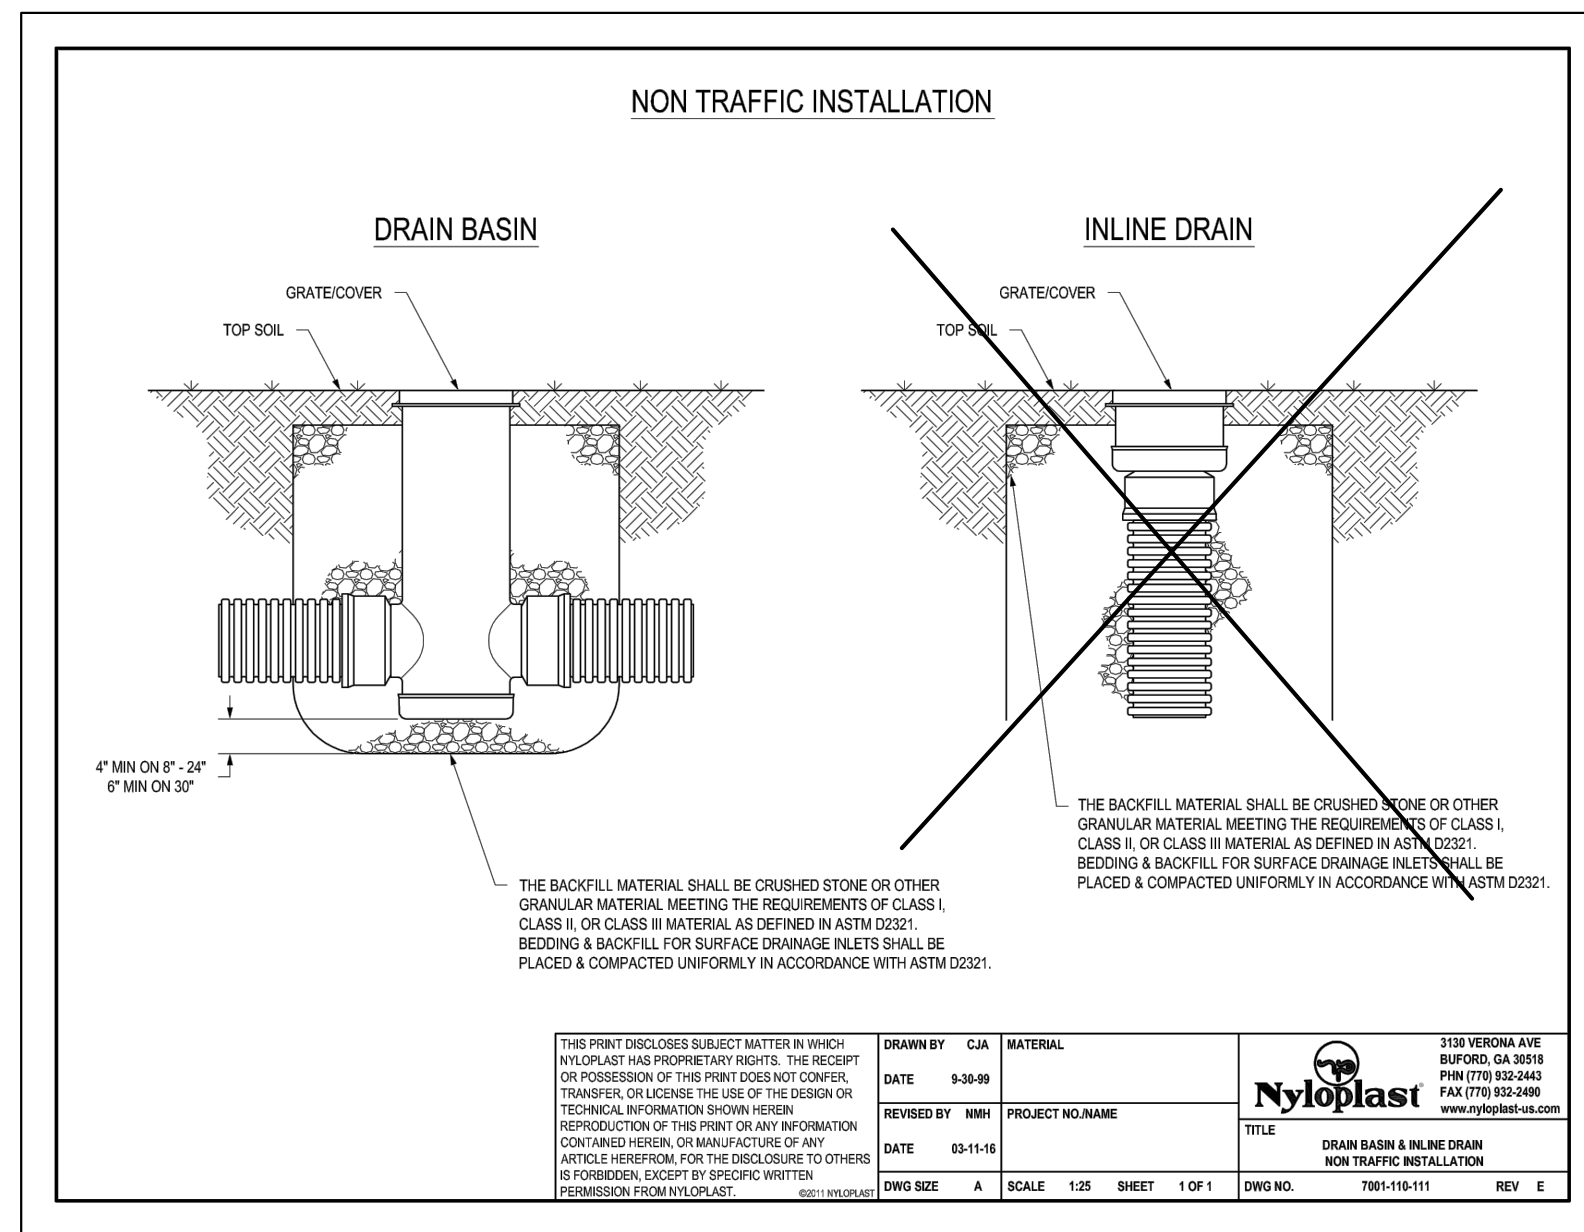 NON TRAFFIC INSTALLATION
DRAIN BASIN
GRATE/COVER
TOP SOIL
4" MIN ON 8" - 24"
6" MIN ON 30"
THE BACKFILL MATERIAL SHALL BE CRUSHED STONE OR OTHER
GRANULAR MATERIAL MEETING THE REQUIREMENTS OF CLASS I,
CLASS II, OR CLASS III MATERIAL AS DEFINED IN ASTM D2321.
BEDDING & BACKFILL FOR SURFACE DRAINAGE INLETS SHALL BE
PLACED & COMPACTED UNIFORMLY IN ACCORDANCE WITH ASTM D2321.
INLINE DRAIN
GRATE/COVER
TOP SOIL
THE BACKFILL MATERIAL SHALL BE CRUSHED STONE OR OTHER
GRANULAR MATERIAL MEETING THE REQUIREMENTS OF CLASS I,
CLASS II, OR CLASS III MATERIAL AS DEFINED IN ASTM D2321.
BEDDING & BACKFILL FOR SURFACE DRAINAGE INLETS SHALL BE
PLACED & COMPACTED UNIFORMLY IN ACCORDANCE WITH ASTM D2321.
THIS PRINT DISCLOSES SUBJECT MATTER IN WHICH
NYLOPLAST HAS PROPRIETARY RIGHTS. THE RECEIPT
OR POSSESSION OF THIS PRINT DOES NOT CONFER,
TRANSFER, OR LICENSE THE USE OF THE DESIGN OR
TECHNICAL INFORMATION SHOWN HEREIN
REPRODUCTION OF THIS PRINT OR ANY INFORMATION
CONTAINED HEREIN, OR MANUFACTURE OF ANY
ARTICLE HEREFROM, FOR THE DISCLOSURE TO OTHERS
IS FORBIDDEN, EXCEPT BY SPECIFIC WRITTEN
PERMISSION FROM NYLOPLAST.
©2011 NYLOPLAST
DRAWN BY CJA
DATE 9-30-99
REVISED BY NMH
DATE 03-11-16
DWG SIZE A
MATERIAL
PROJECT NO./NAME
SCALE 1:25 SHEET 1 OF 1
Nyloplast
3130 VERONA AVE
BUFORD, GA 30518
PHN (770) 932-2443
FAX (770) 932-2490
www.nyloplast-us.com
TITLE
DRAIN BASIN & INLINE DRAIN
NON TRAFFIC INSTALLATION
DWG NO. 7001-110-111 REV E